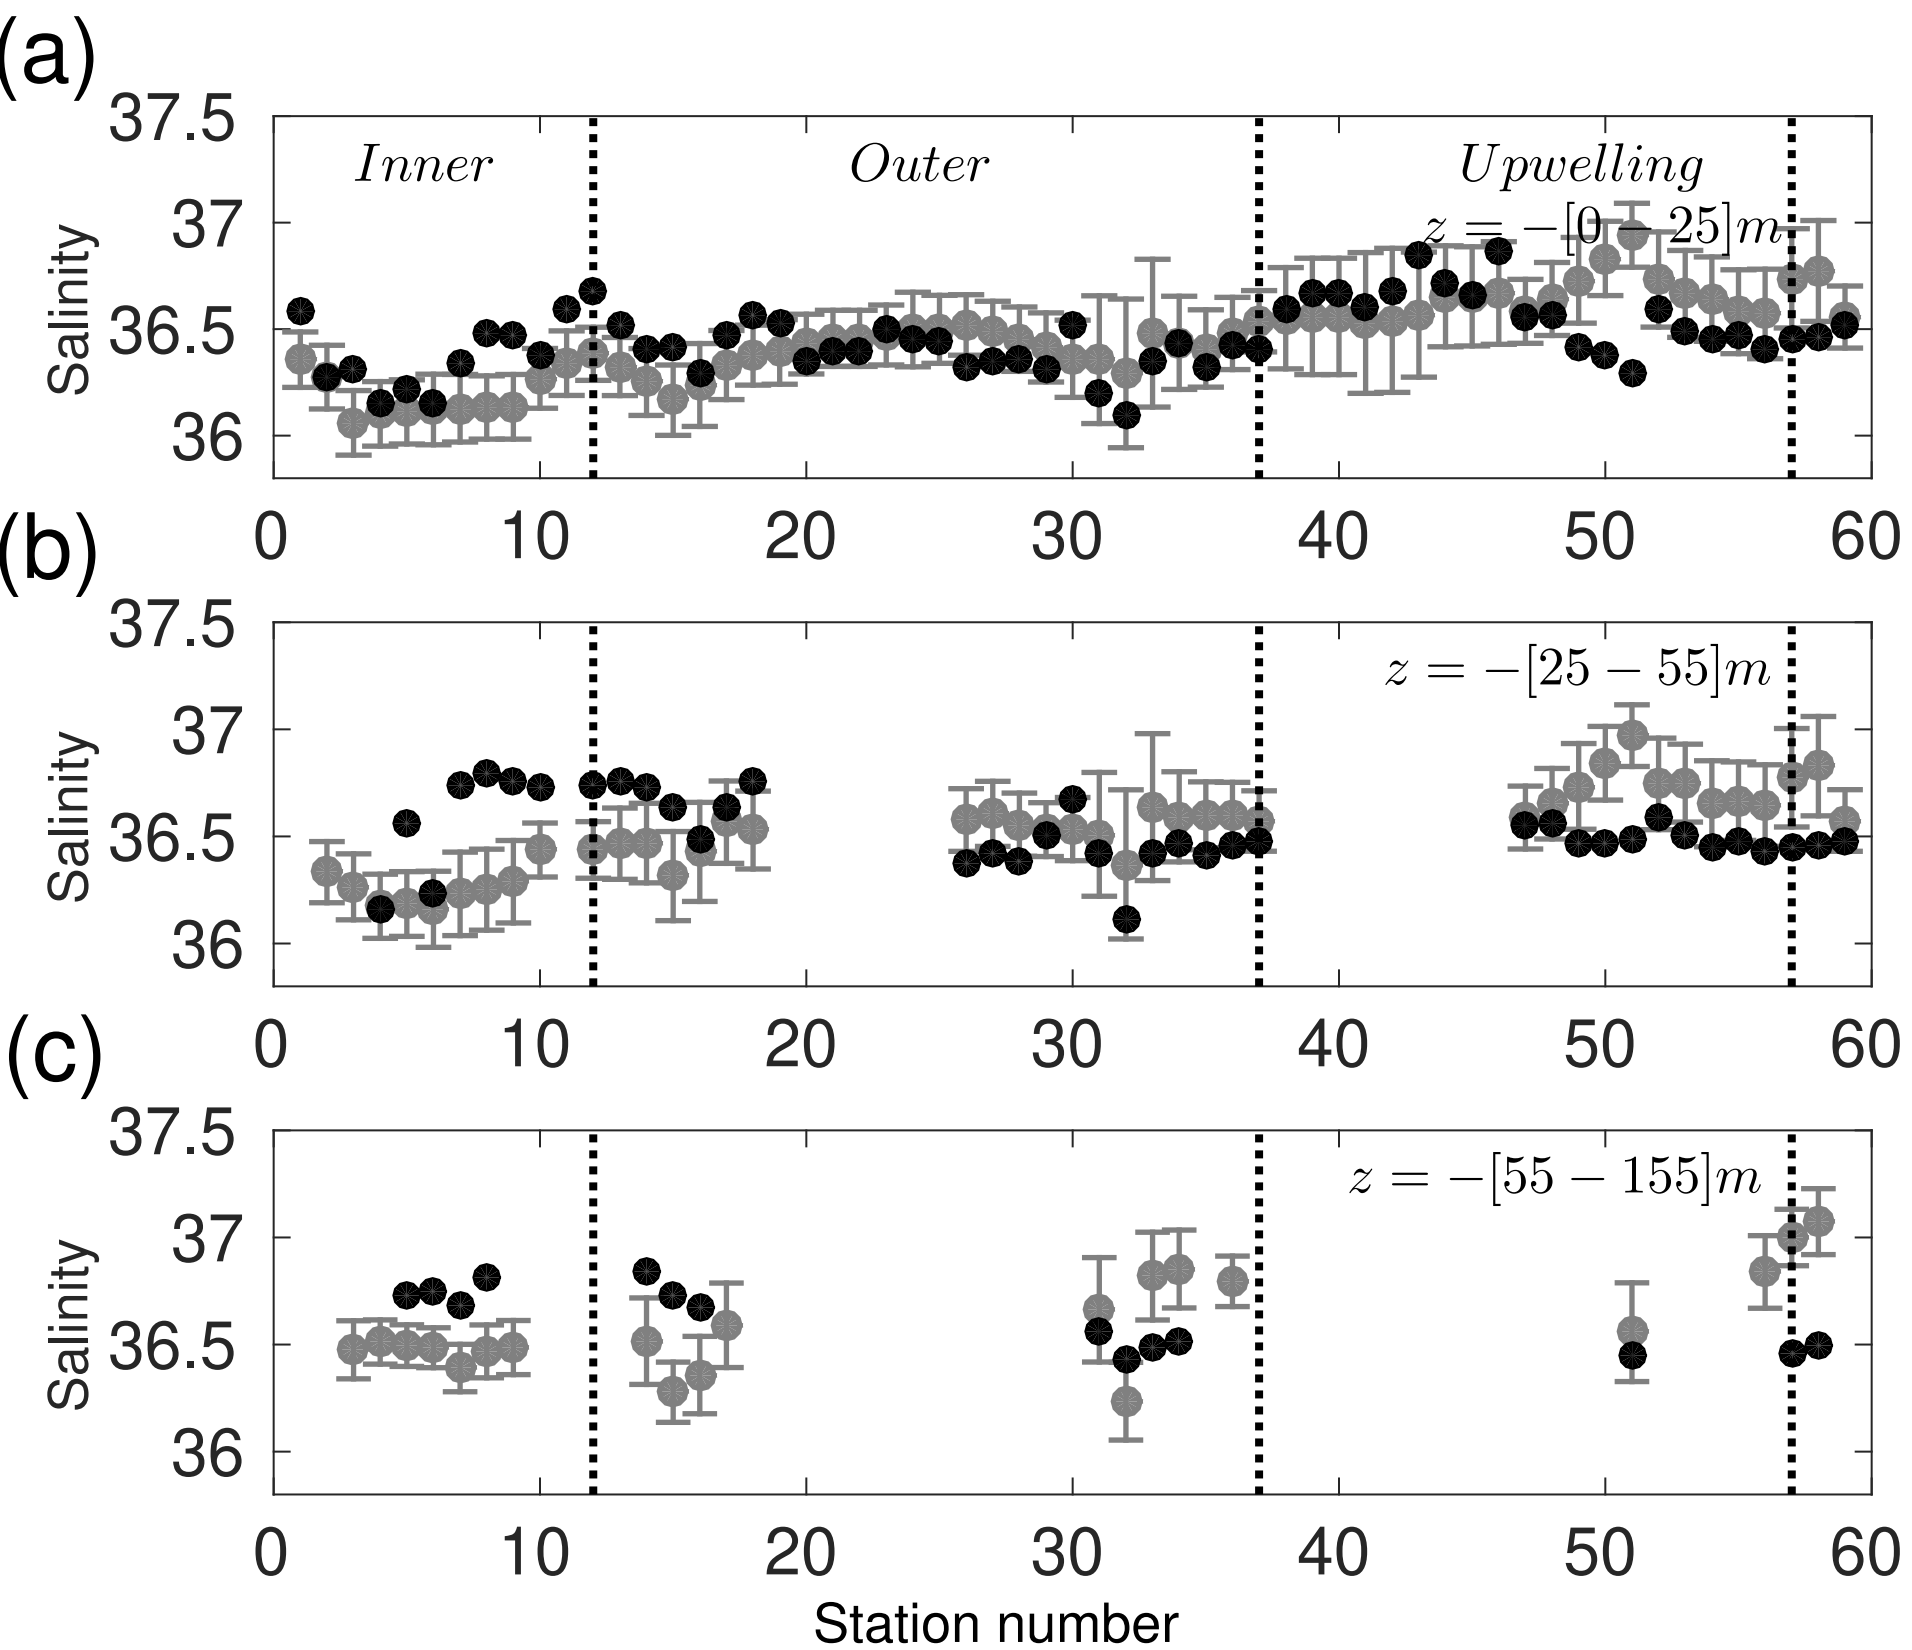 (a)
37.5
37
36.5
36
Salinity
Inner
Outer
Upwelling
z = −[0 − 25]m
0 10 20 30 40 50 60
(b)
37.5
37
36.5
36
Salinity
z = −[25 − 55]m
0 10 20 30 40 50 60
(c)
37.5
37
36.5
36
Salinity
z = −[55 − 155]m
0 10 20 30 40 50 60
Station number